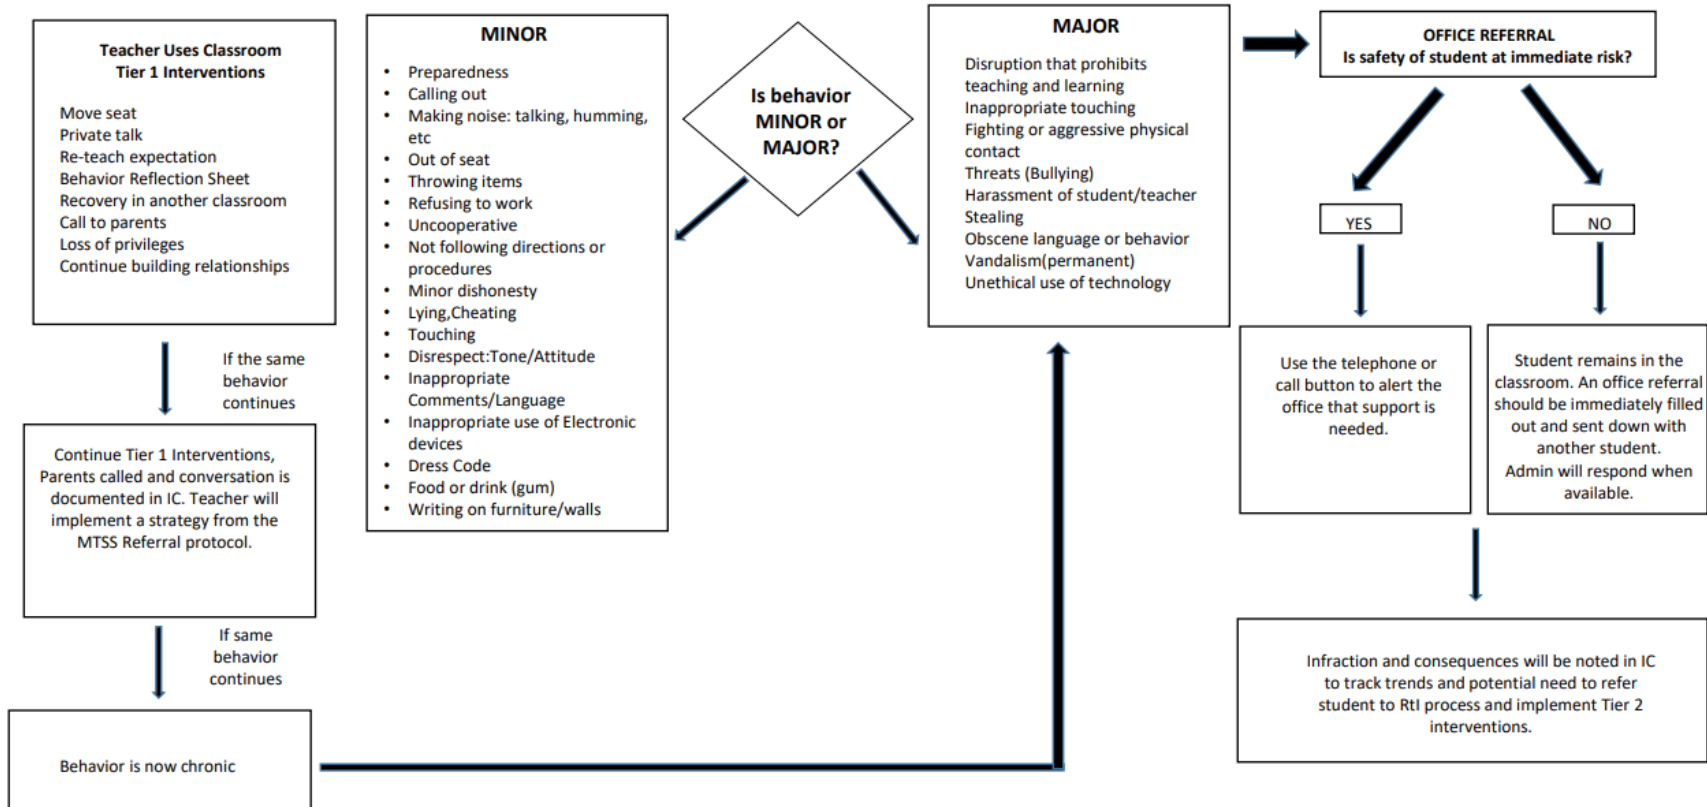 Teacher Uses Classroom
Tier 1 Interventions
Move seat
Private talk
Re-teach expectation
Behavior Reflection Sheet
Recovery in another classroom
Call to parents
Loss of privileges
Continue building relationships
If the same
behavior
continues
Continue Tier 1 Interventions,
Parents called and conversation is
documented in IC. Teacher will
implement a strategy from the
MTSS Referral protocol.
If same
behavior
continues
Behavior is now chronic
MINOR
• Preparedness
• Calling out
• Making noise: talking, humming,
etc
• Out of seat
• Throwing items
• Refusing to work
• Uncooperative
• Not following directions or
procedures
• Minor dishonesty
• Lying,Cheating
• Touching
• Disrespect:Tone/Attitude
• Inappropriate
Comments/Language
• Inappropriate use of Electronic
devices
• Dress Code
• Food or drink (gum)
• Writing on furniture/walls
Is behavior
MINOR or
MAJOR?
MAJOR
Disruption that prohibits
teaching and learning
Inappropriate touching
Fighting or aggressive physical
contact
Threats (Bullying)
Harassment of student/teacher
Stealing
Obscene language or behavior
Vandalism(permanent)
Unethical use of technology
OFFICE REFERRAL
Is safety of student at immediate risk?
YES
NO
Use the telephone or
call button to alert the
office that support is
needed.
Student remains in the
classroom. An office referral
should be immediately filled
out and sent down with
another student.
Admin will respond when
available.
Infraction and consequences will be noted in IC
to track trends and potential need to refer
student to RtI process and implement Tier 2
interventions.